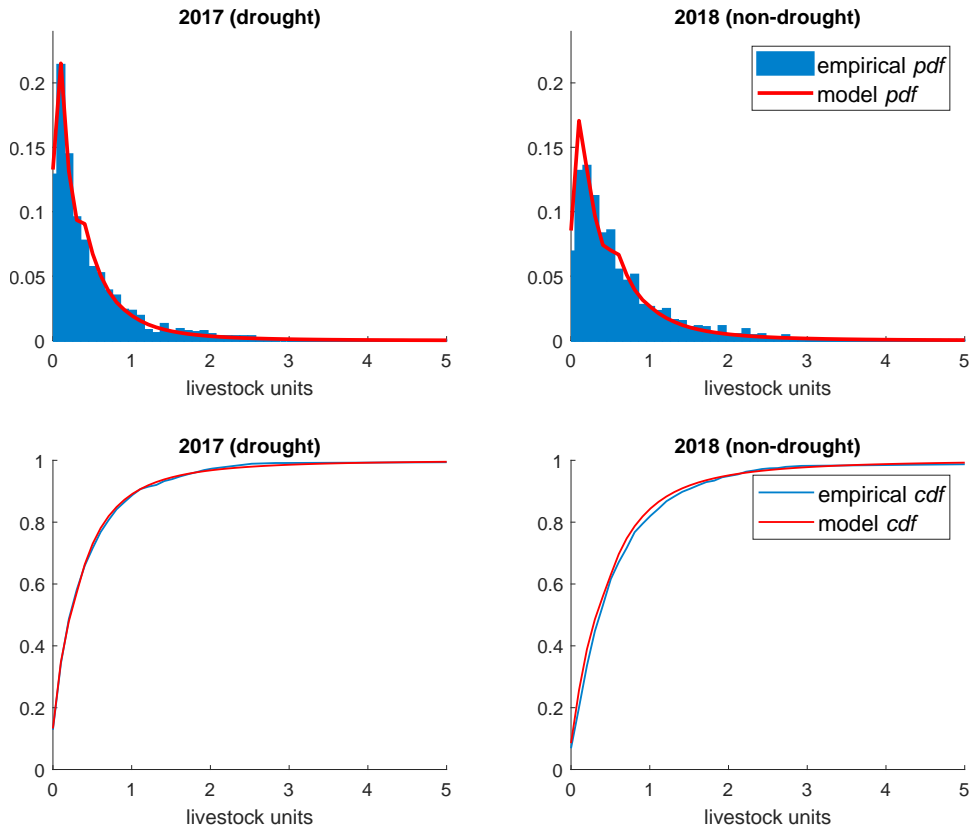 2017 (drought)
0.2
0.15
0.1
0.05
0
0 1 2 3 4 5
livestock units
2018 (non-drought)
empirical pdf
model pdf
0.2
0.15
0.1
0.05
0
0 1 2 3 4 5
livestock units
2017 (drought)
1
0.8
0.6
0.4
0.2
0
0 1 2 3 4 5
livestock units
2018 (non-drought)
empirical cdf
model cdf
1
0.8
0.6
0.4
0.2
0
0 1 2 3 4 5
livestock units